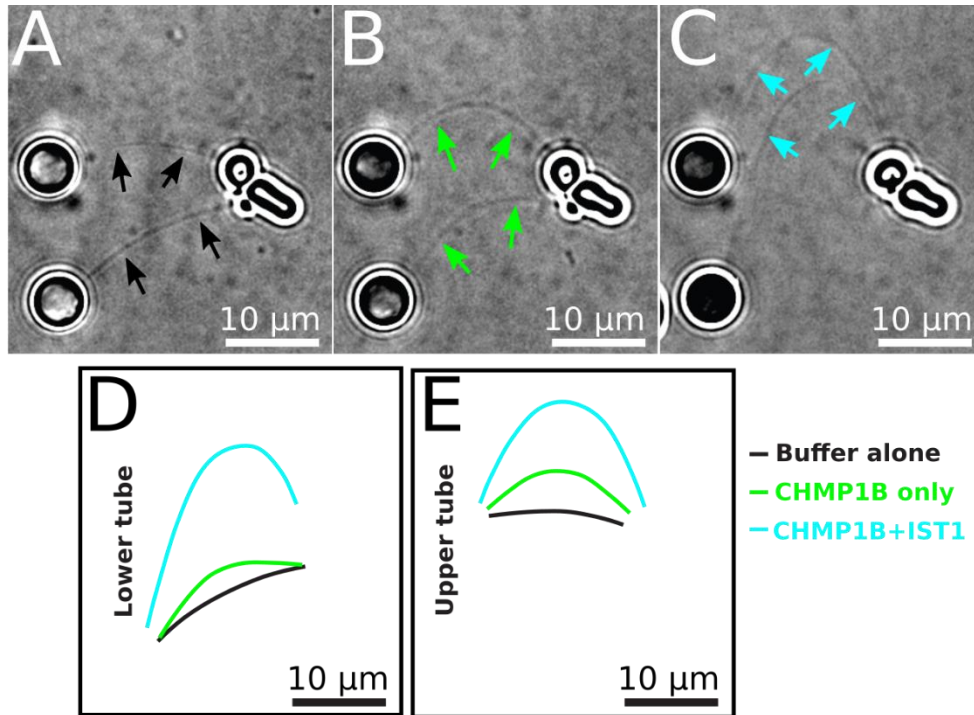 A
B
C
10 µm
10 µm
10 µm
D
E
Lower tube
Upper tube
Buffer alone
CHMP1B only
CHMP1B+IST1
10 µm
10 µm